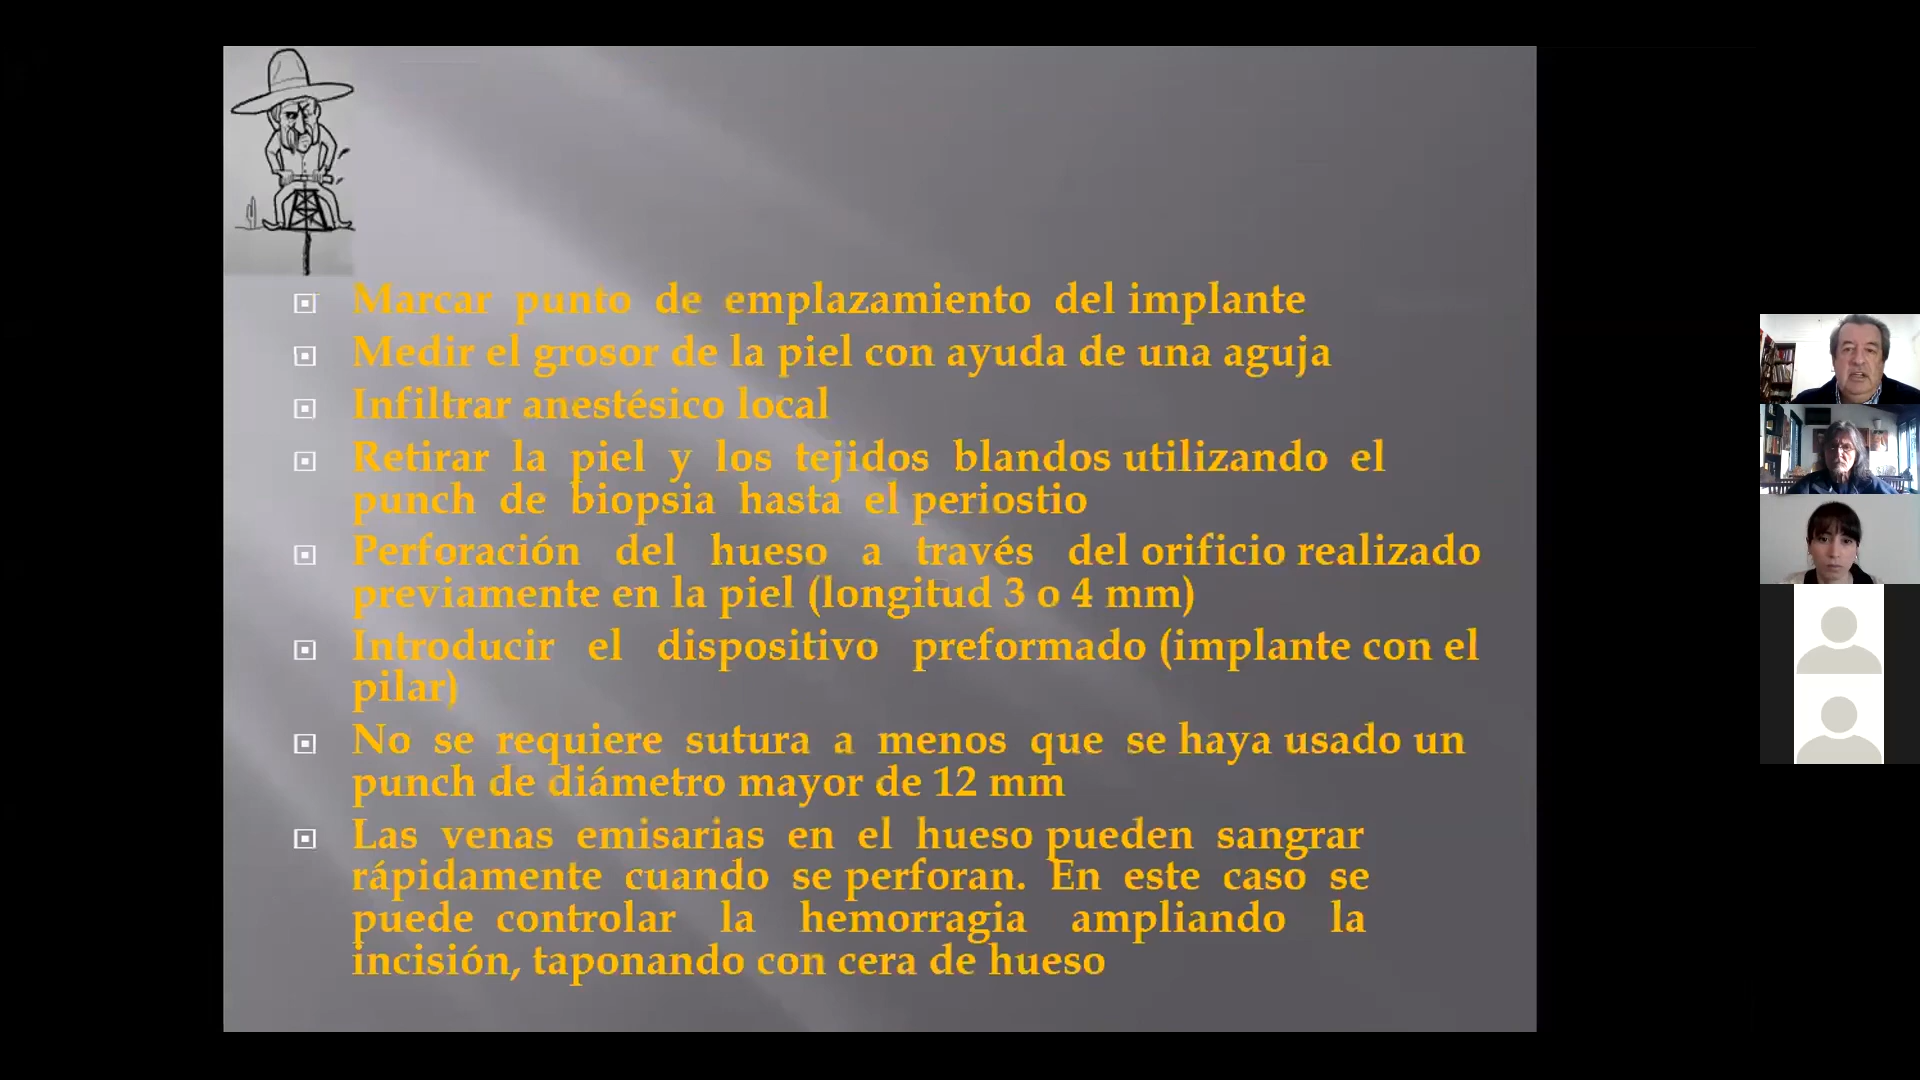 Marcar punto de emplazamiento del implante
Medir el grosor de la piel con ayuda de una aguja
Infiltrar anestésico local
Retirar la piel y los tejidos blandos utilizando el
punch de biopsia hasta el periostio
Perforación del hueso a través del orificio realizado
previamente en la piel (longitud 3 o 4 mm)
Introducir el dispositivo preformado (implante con el
pilar)
No se requiere sutura a menos que se haya usado un
punch de diámetro mayor de 12 mm
Las venas emisarias en el hueso pueden sangrar
rápidamente cuando se perforan. En este caso se
puede controlar la hemorragia ampliando la
incisión, taponando con cera de hueso